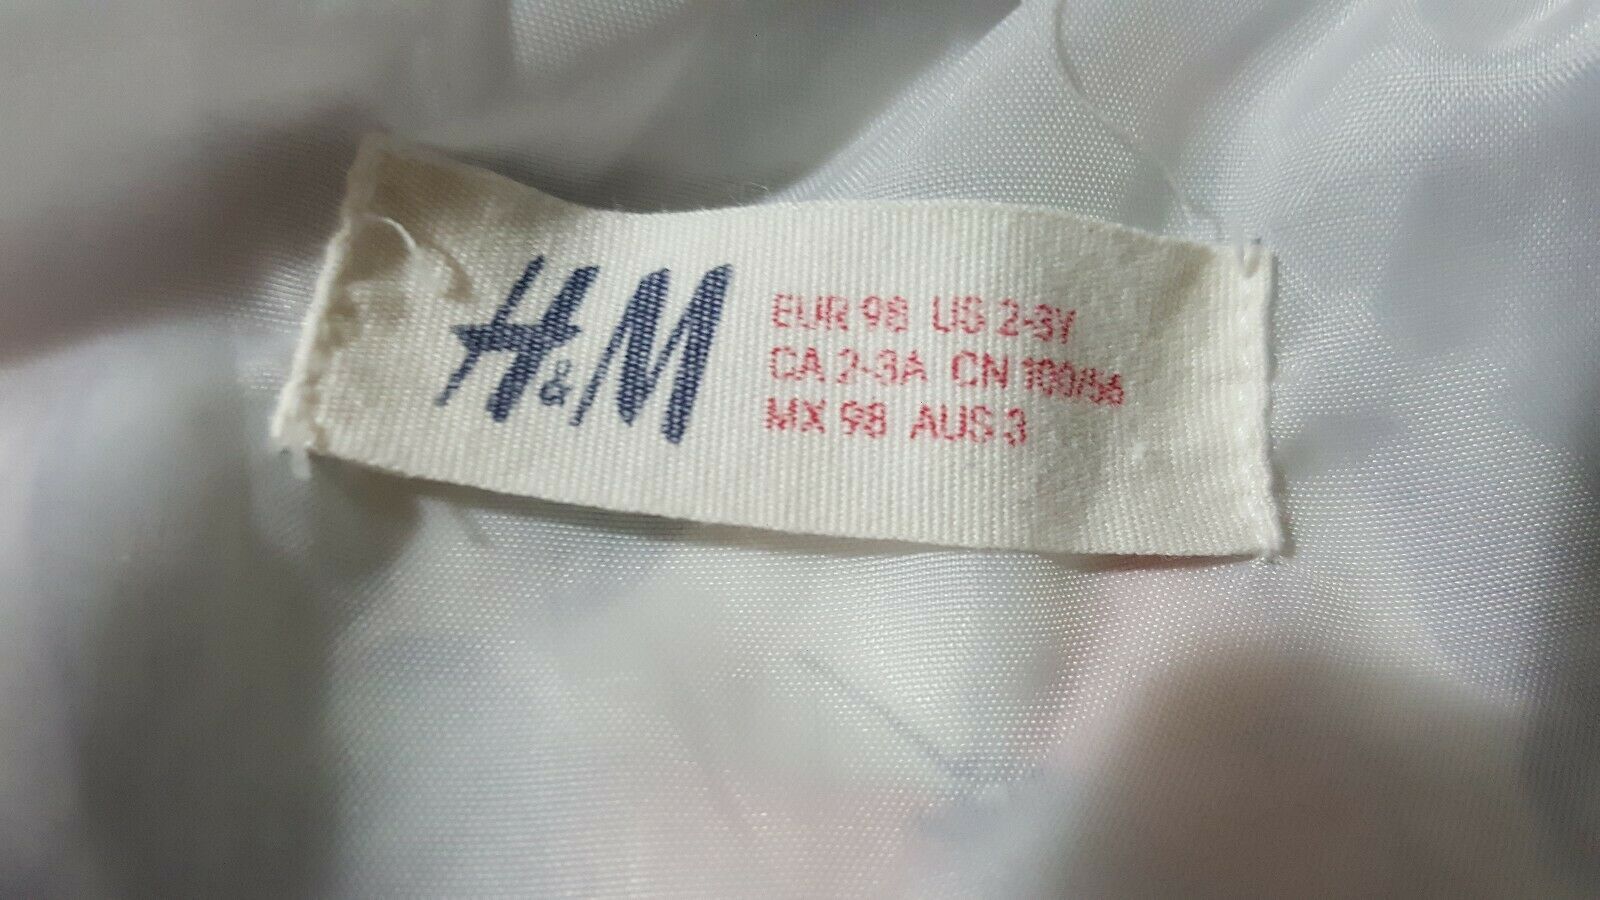 H&M
EUR 98 US 2-3Y
CA 2-3A CN 100/56
MX 98 AUS 3